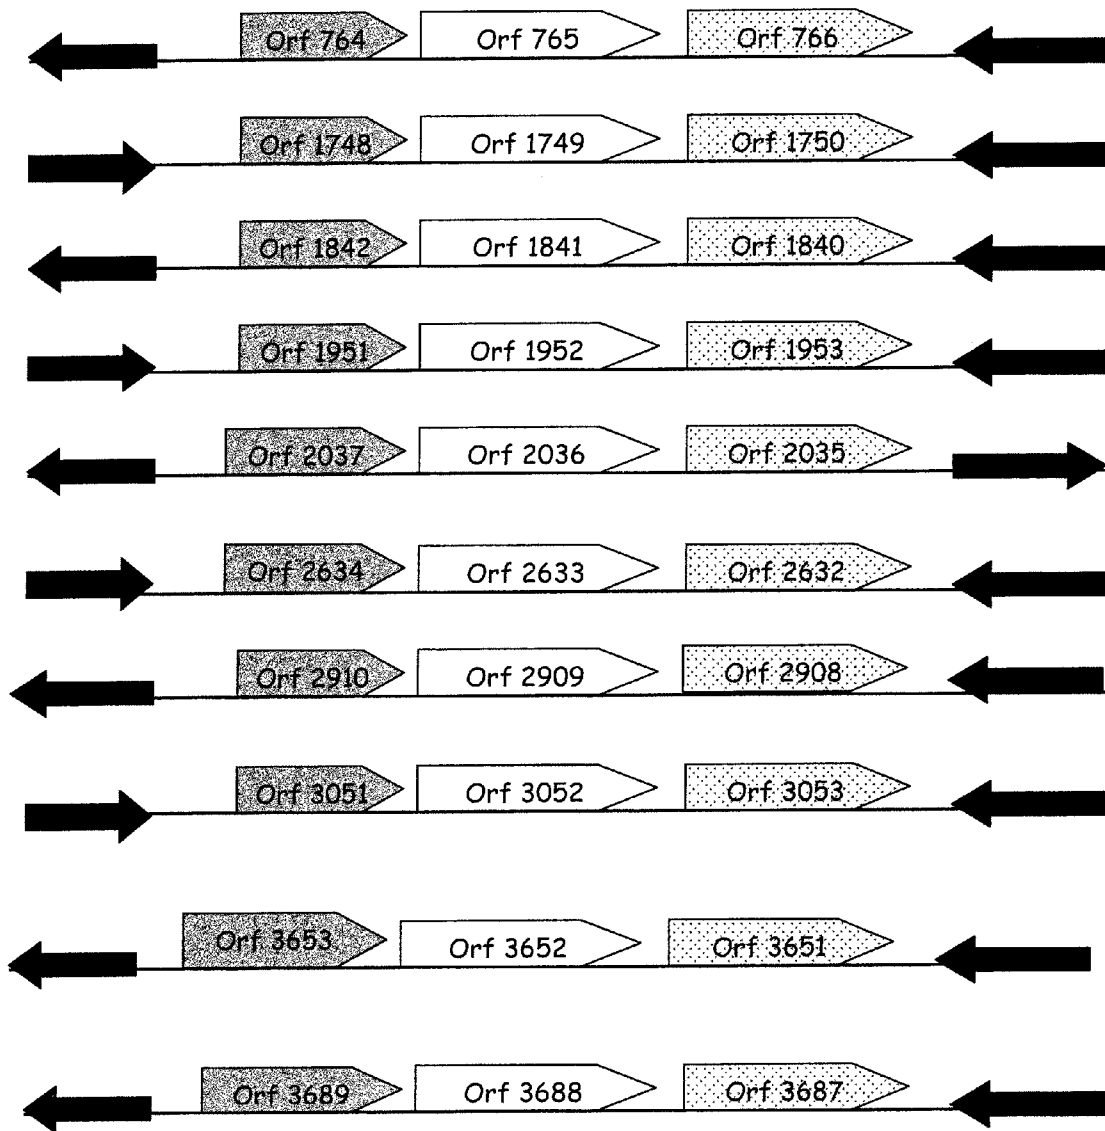 Orf 764 Orf 765 Orf 766
Orf 1748 Orf 1749 Orf 1750
Orf 1842 Orf 1841 Orf 1840
Orf 1951 Orf 1952 Orf 1953
Orf 2037 Orf 2036 Orf 2035
Orf 2634 Orf 2633 Orf 2632
Orf 2910 Orf 2909 Orf 2908
Orf 3051 Orf 3052 Orf 3053
Orf 3653 Orf 3652 Orf 3651
Orf 3689 Orf 3688 Orf 3687